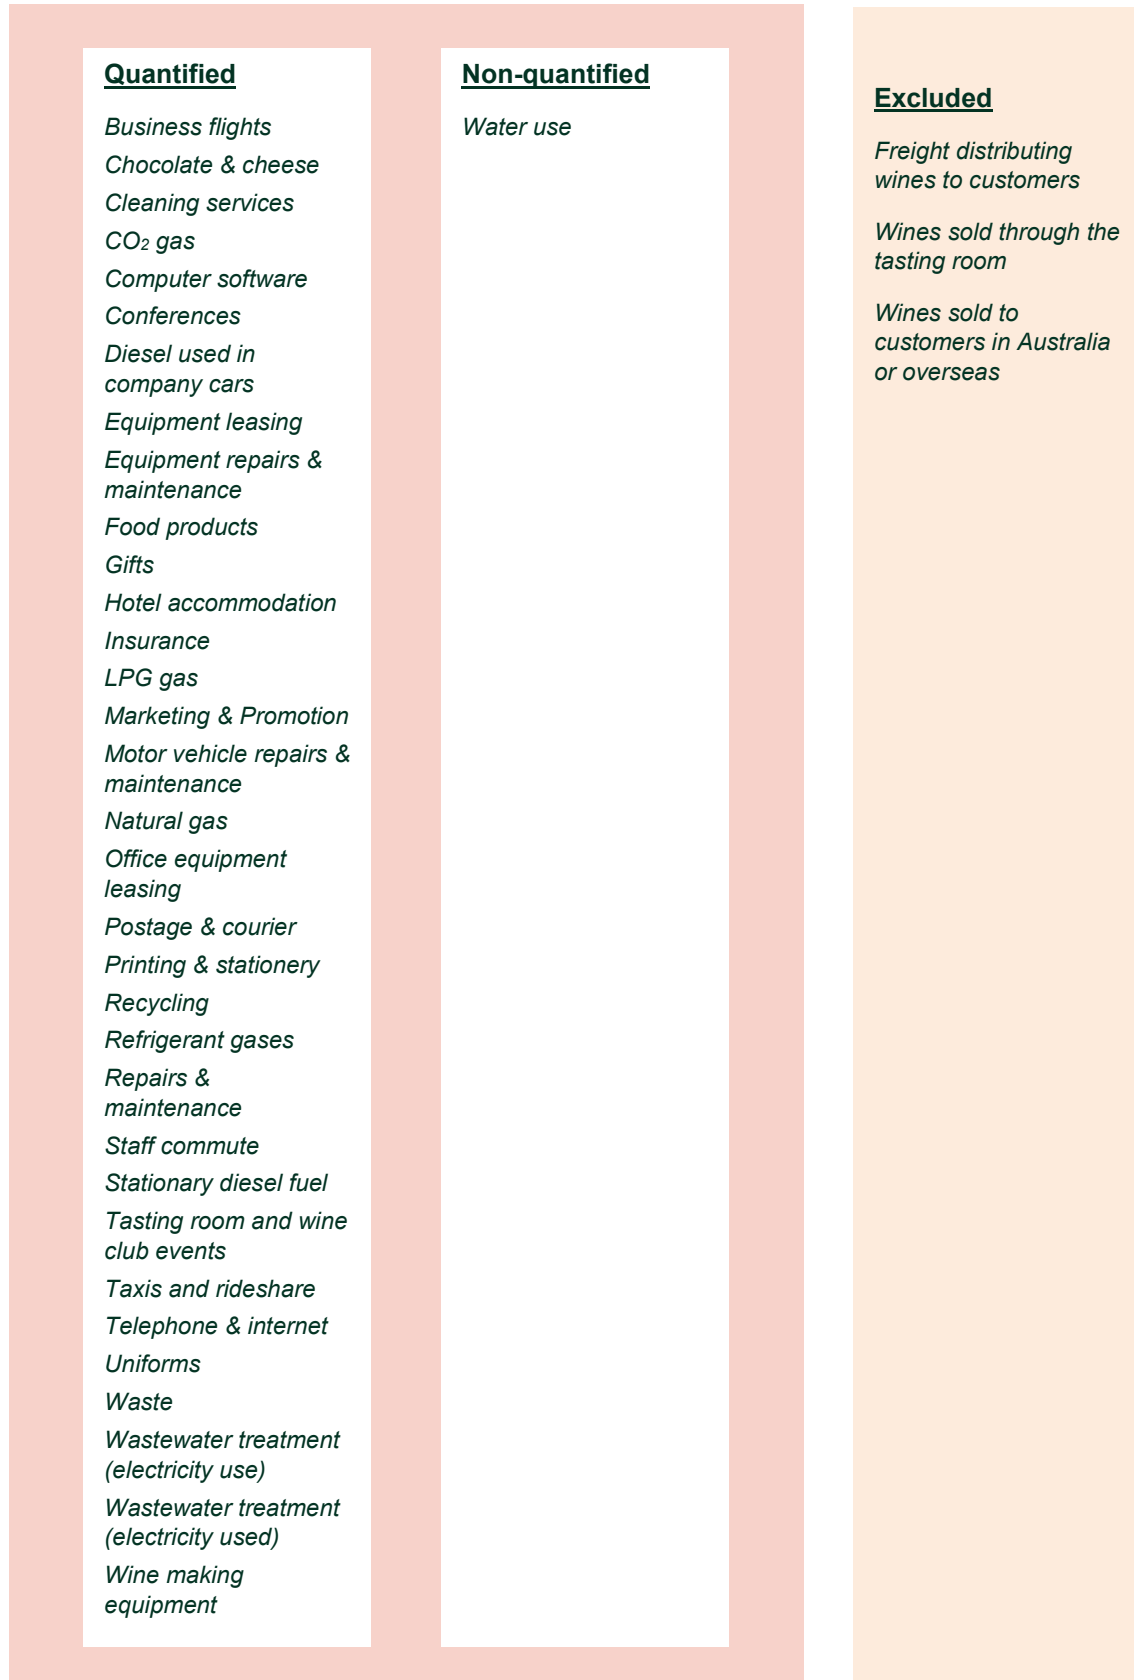 Quantified
Business flights
Chocolate & cheese
Cleaning services
CO₂ gas
Computer software
Conferences
Diesel used in
company cars
Equipment leasing
Equipment repairs &
maintenance
Food products
Gifts
Hotel accommodation
Insurance
LPG gas
Marketing & Promotion
Motor vehicle repairs &
maintenance
Natural gas
Office equipment
leasing
Postage & courier
Printing & stationery
Recycling
Refrigerant gases
Repairs &
maintenance
Staff commute
Stationary diesel fuel
Tasting room and wine
club events
Taxis and rideshare
Telephone & internet
Uniforms
Waste
Wastewater treatment
(electricity use)
Wastewater treatment
(electricity used)
Wine making
equipment
Non-quantified
Water use
Excluded
Freight distributing
wines to customers
Wines sold through the
tasting room
Wines sold to
customers in Australia
or overseas